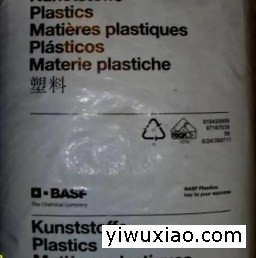 Kunststoffe
Plastics
Matières plastiques
Plásticos
Materie plastiche
塑料
BASF
The Chemical Company
BASF Plastics
key to your success
Kunststoffe
Plastics
yiwuxiao.com